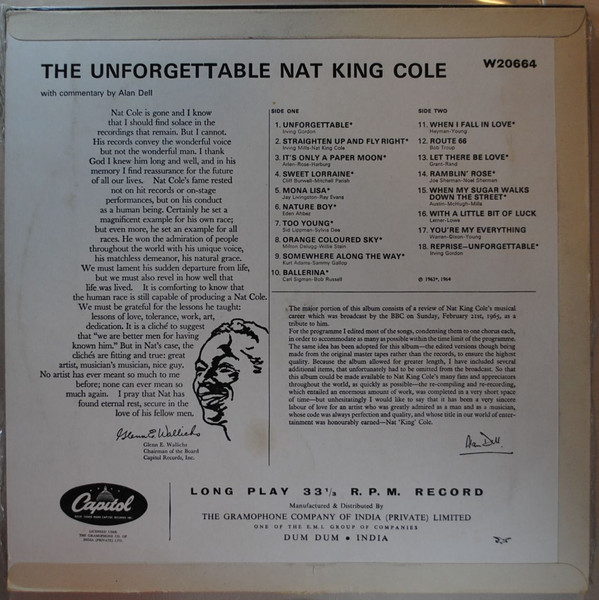 THE UNFORGETTABLE NAT KING COLE
W20664
with commentary by Alan Dell
Nat Cole is gone and I know
that I should find solace in the
recordings that remain. But I cannot.
His records convey the wonderful voice
but not the wonderful man. I thank
God I knew him long and well, and in his
memory I find reassurance for the future
of all our lives. Nat Cole's fame rested
not on hit records or on-stage
performances, but on his conduct
as a human being. Certainly he set a
magnificent example for his own race;
but even more, he set an example for all
races. He won the admiration of people
throughout the world with his unique voice,
his matchless demeanor, his natural grace.
We must lament his sudden departure from life,
but we must also revel in how well that
life was lived. It is comforting to know that
the human race is still capable of producing a Nat Cole.
We must be grateful for the lessons he taught:
lessons of love, tolerance, work, art,
dedication. It is a cliché to suggest
that "we are better men for having
known him." But in Nat's case, the
clichés are fitting and true: great
artist, musician's musician, nice guy.
No artist has ever meant so much to me
before; none can ever mean so
much again. I pray that Nat has
found eternal rest, secure in the
love of his fellow men.
Glenn E. Wallichs
Glenn E. Wallichs
Chairman of the Board
Capitol Records, Inc.
SIDE ONE
1. UNFORGETTABLE*
Irving Gordon
2. STRAIGHTEN UP AND FLY RIGHT*
Irving Mills-Nat King Cole
3. IT'S ONLY A PAPER MOON*
Arlen-Rose-Harburg
4. SWEET LORRAINE*
Cliff Burwell-Mitchell Parish
5. MONA LISA*
Jay Livingston-Ray Evans
6. NATURE BOY*
Eden Ahbez
7. TOO YOUNG*
Sid Lippman-Sylvia Dee
8. ORANGE COLOURED SKY*
Milton Delugg-Willie Stein
9. SOMEWHERE ALONG THE WAY*
Kurt Adams-Sammy Gallop
10. BALLERINA*
Carl Sigman-Bob Russell
SIDE TWO
11. WHEN I FALL IN LOVE*
Heyman-Young
12. ROUTE 66
Bob Troup
13. LET THERE BE LOVE*
Grant-Rand
14. RAMBLIN' ROSE*
Joe Sherman-Noel Sherman
15. WHEN MY SUGAR WALKS
DOWN THE STREET*
Austin-McHugh-Mills
16. WITH A LITTLE BIT OF LUCK
Lerner-Lowe
17. YOU'RE MY EVERYTHING
Warren-Dixon-Young
18. REPRISE—UNFORGETTABLE*
Irving Gordon
℗ 1962*, 1964
The major portion of this album consists of a review of Nat King Cole's musical
career which was broadcast by the BBC on Sunday, February 21st, 1965, as a
tribute to him.
For the programme I edited most of the songs, condensing them to one chorus each,
in order to accommodate as many as possible within the time limit of the programme.
The same idea has been adopted for this album—the edited versions though being
made from the original master tapes rather than the records, to ensure the highest
quality. Because the album allowed for greater length, I have included several
additional items, that unfortunately had to be omitted from the broadcast. So that
this album could be made available to Nat King Cole's many fans and appreciators
throughout the world, as quickly as possible—the re-compiling and re-recording,
which entailed an enormous amount of work, was completed in a very short space
of time—but unhesitatingly I would like to say that it has been a very sincere
labour of love for an artist who was greatly admired as a man and as a musician,
whose code was always perfection and quality, and whose title in our world of enter-
tainment was honourably earned—Nat 'King' Cole.
Alan Dell.
Capitol
LONG PLAY 33 1/3 R.P.M. RECORD
Manufactured & Distributed By
THE GRAMOPHONE COMPANY OF INDIA (PRIVATE) LIMITED
ONE OF THE E.M.I. GROUP OF COMPANIES
DUM DUM • INDIA
LICENSED USER
THE GRAMOPHONE CO. OF
INDIA (PRIVATE) LTD.